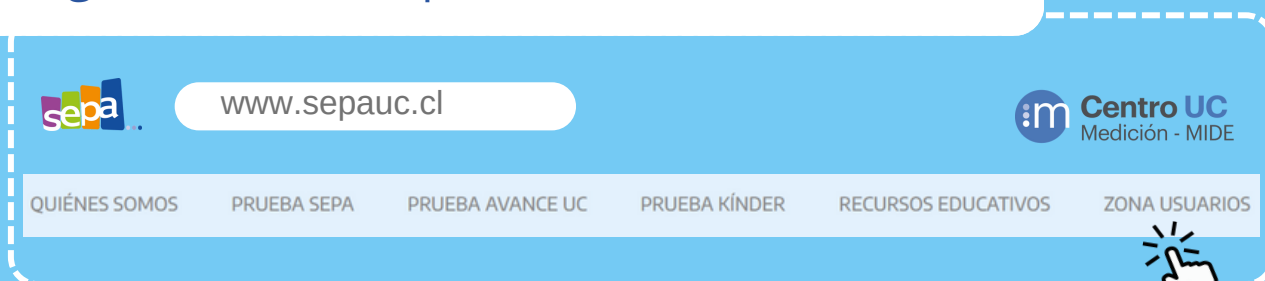 sepa
www.sepauc.cl
:m Centro UC
Medición - MIDE
QUIÉNES SOMOS PRUEBA SEPA PRUEBA AVANCE UC PRUEBA KÍNDER RECURSOS EDUCATIVOS ZONA USUARIOS